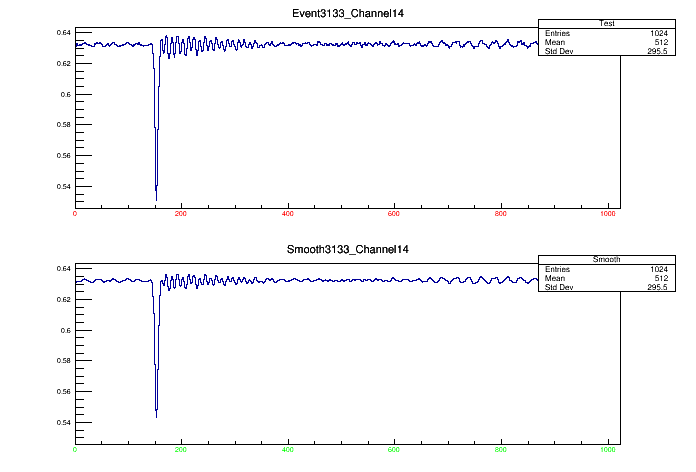 Event3133_Channel14
Test
Entries 1024
Mean 512
Std Dev 295.5
0.64
0.62
0.6
0.58
0.56
0.54
0 200 400 600 800 1000
Smooth3133_Channel14
Smooth
Entries 1024
Mean 512
Std Dev 295.5
0.64
0.62
0.6
0.58
0.56
0.54
0 200 400 600 800 1000